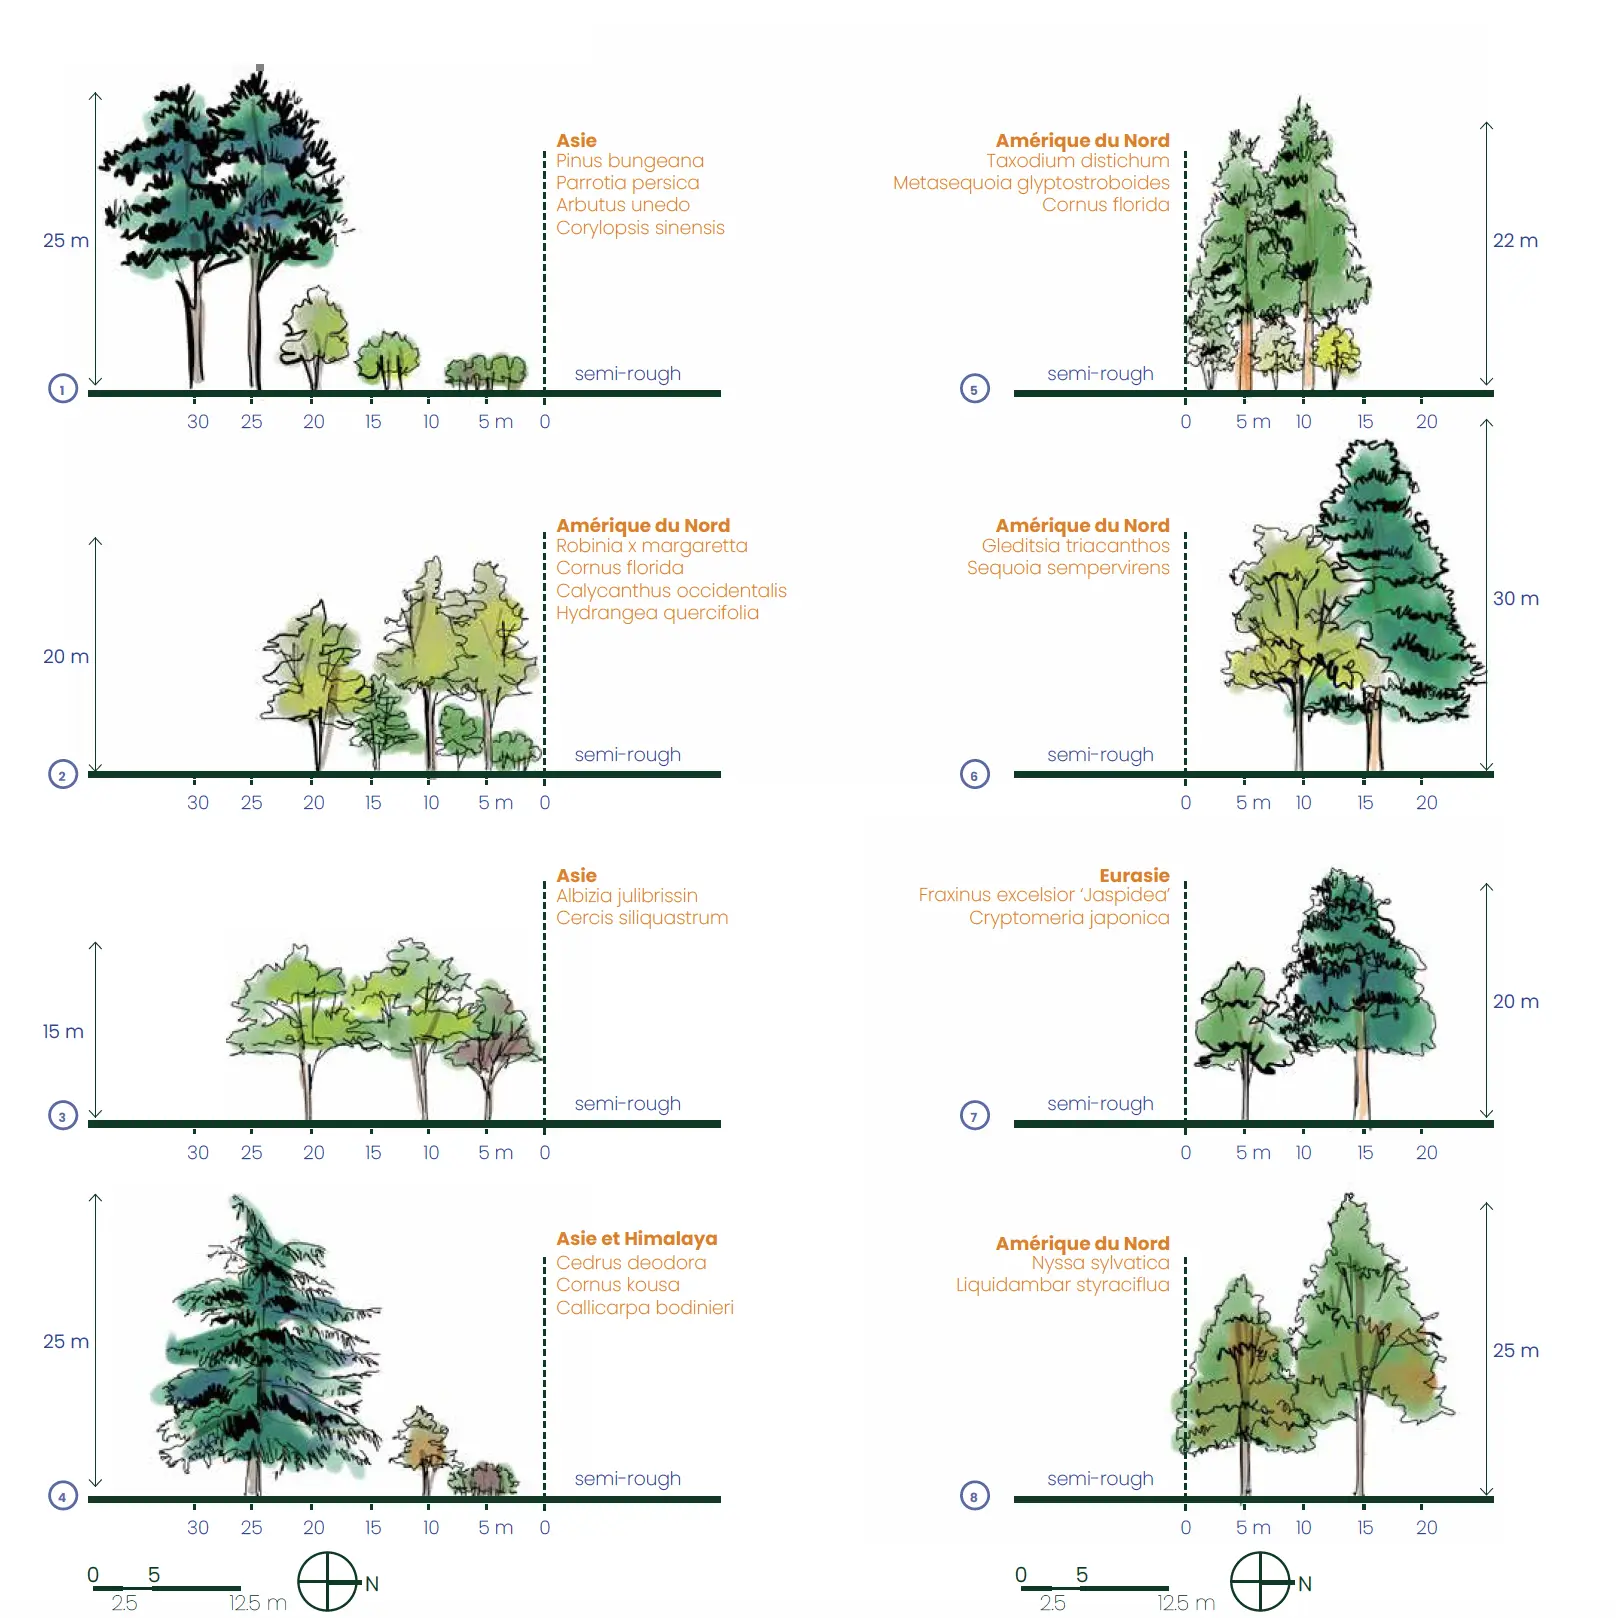 Asie
Pinus bungeana
Parrotia persica
Arbutus unedo
Corylopsis sinensis
25 m
semi-rough
1
30 25 20 15 10 5 m 0
Amérique du Nord
Robinia x margaretta
Cornus florida
Calycanthus occidentalis
Hydrangea quercifolia
20 m
semi-rough
2
30 25 20 15 10 5 m 0
Asie
Albizia julibrissin
Cercis siliquastrum
15 m
semi-rough
3
30 25 20 15 10 5 m 0
Asie et Himalaya
Cedrus deodora
Cornus kousa
Callicarpa bodinieri
25 m
semi-rough
4
30 25 20 15 10 5 m 0
0 5
2.5 12.5 m
N
Amérique du Nord
Taxodium distichum
Metasequoia glyptostroboides
Cornus florida
22 m
semi-rough
5
0 5 m 10 15 20
Amérique du Nord
Gleditsia triacanthos
Sequoia sempervirens
30 m
semi-rough
6
0 5 m 10 15 20
Eurasie
Fraxinus excelsior ‘Jaspidea’
Cryptomeria japonica
20 m
semi-rough
7
0 5 m 10 15 20
Amérique du Nord
Nyssa sylvatica
Liquidambar styraciflua
25 m
semi-rough
8
0 5 m 10 15 20
0 5
2.5 12.5 m
N